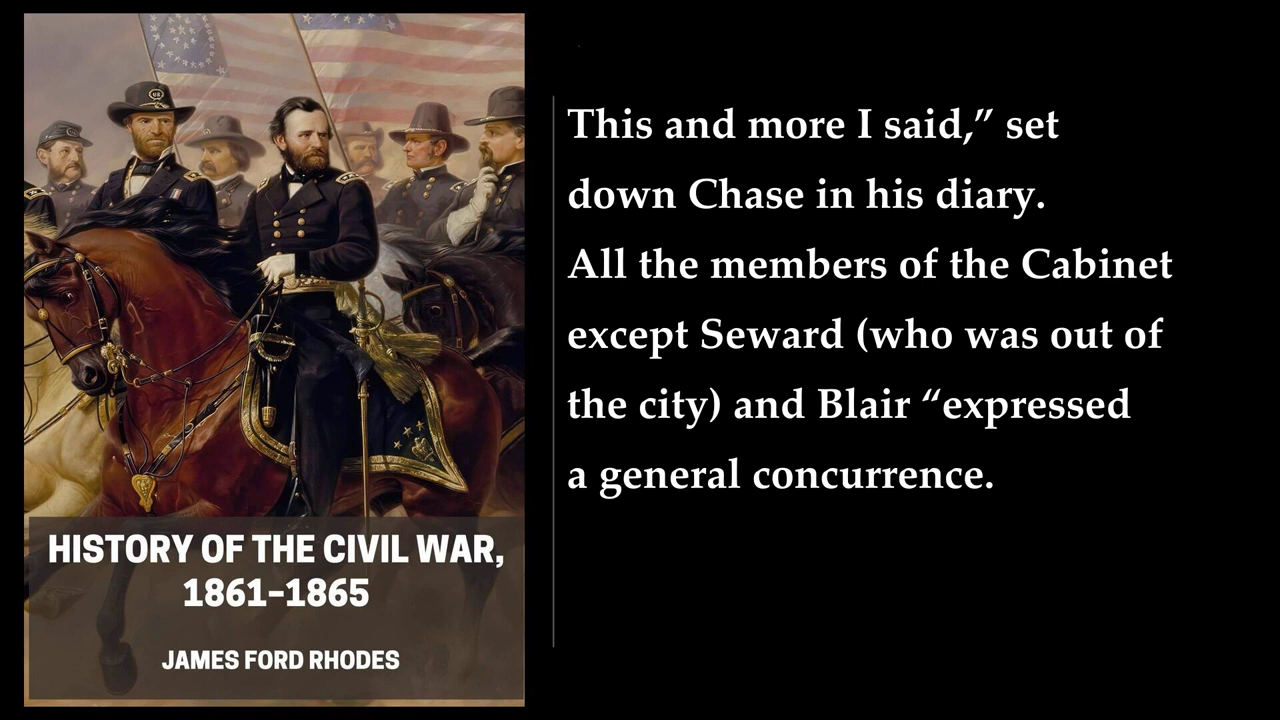 HISTORY OF THE CIVIL WAR,
1861–1865
JAMES FORD RHODES
This and more I said,” set
down Chase in his diary.
All the members of the Cabinet
except Seward (who was out of
the city) and Blair “expressed
a general concurrence.